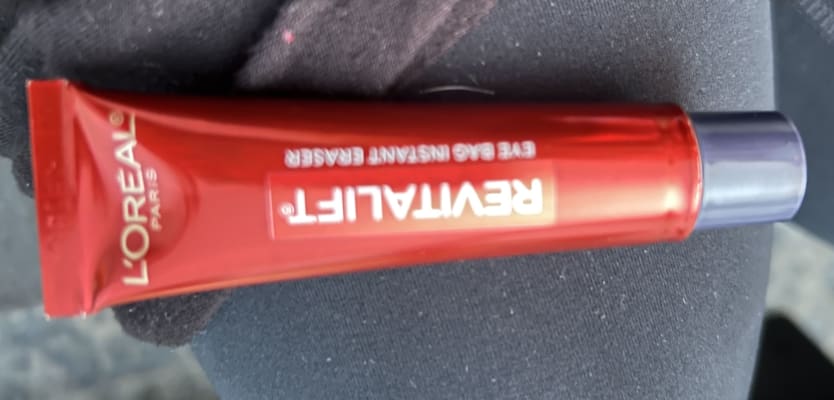 L'ORÉAL®
PARIS
REVITALIFT®
EYE BAG INSTANT ERASER